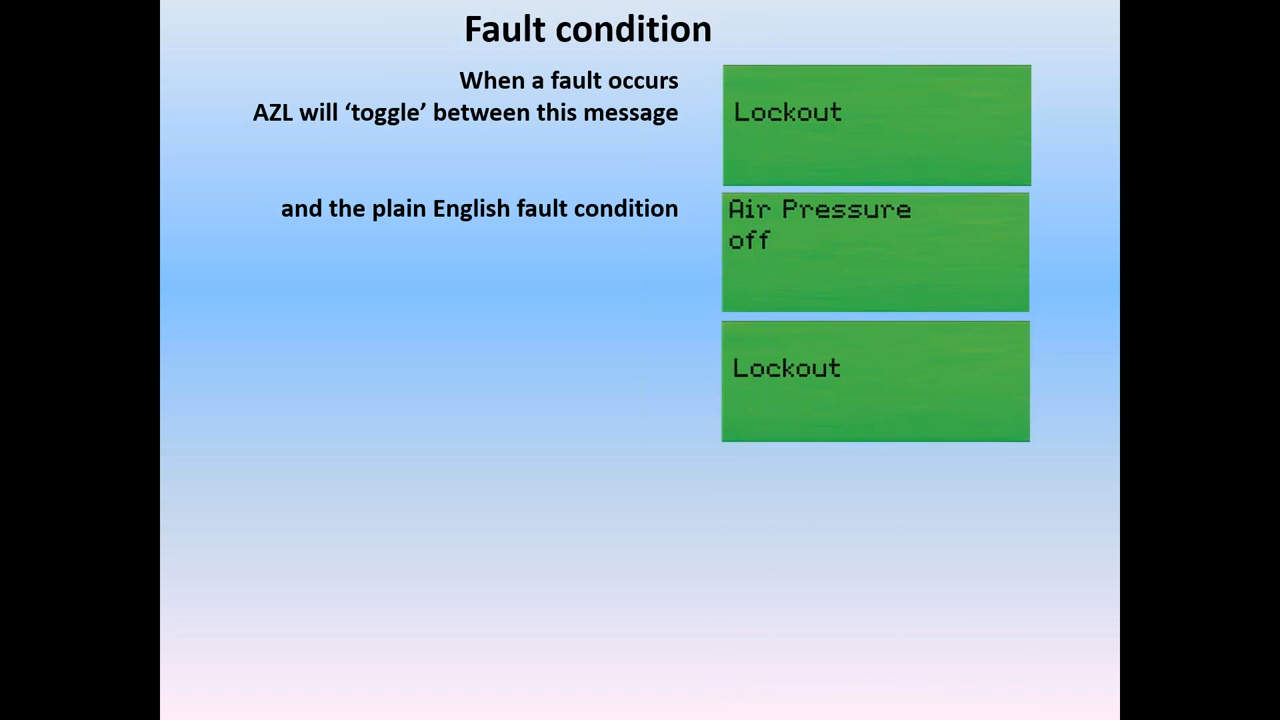 Fault condition
When a fault occurs
AZL will ‘toggle’ between this message
Lockout
and the plain English fault condition
Air Pressure
off
Lockout